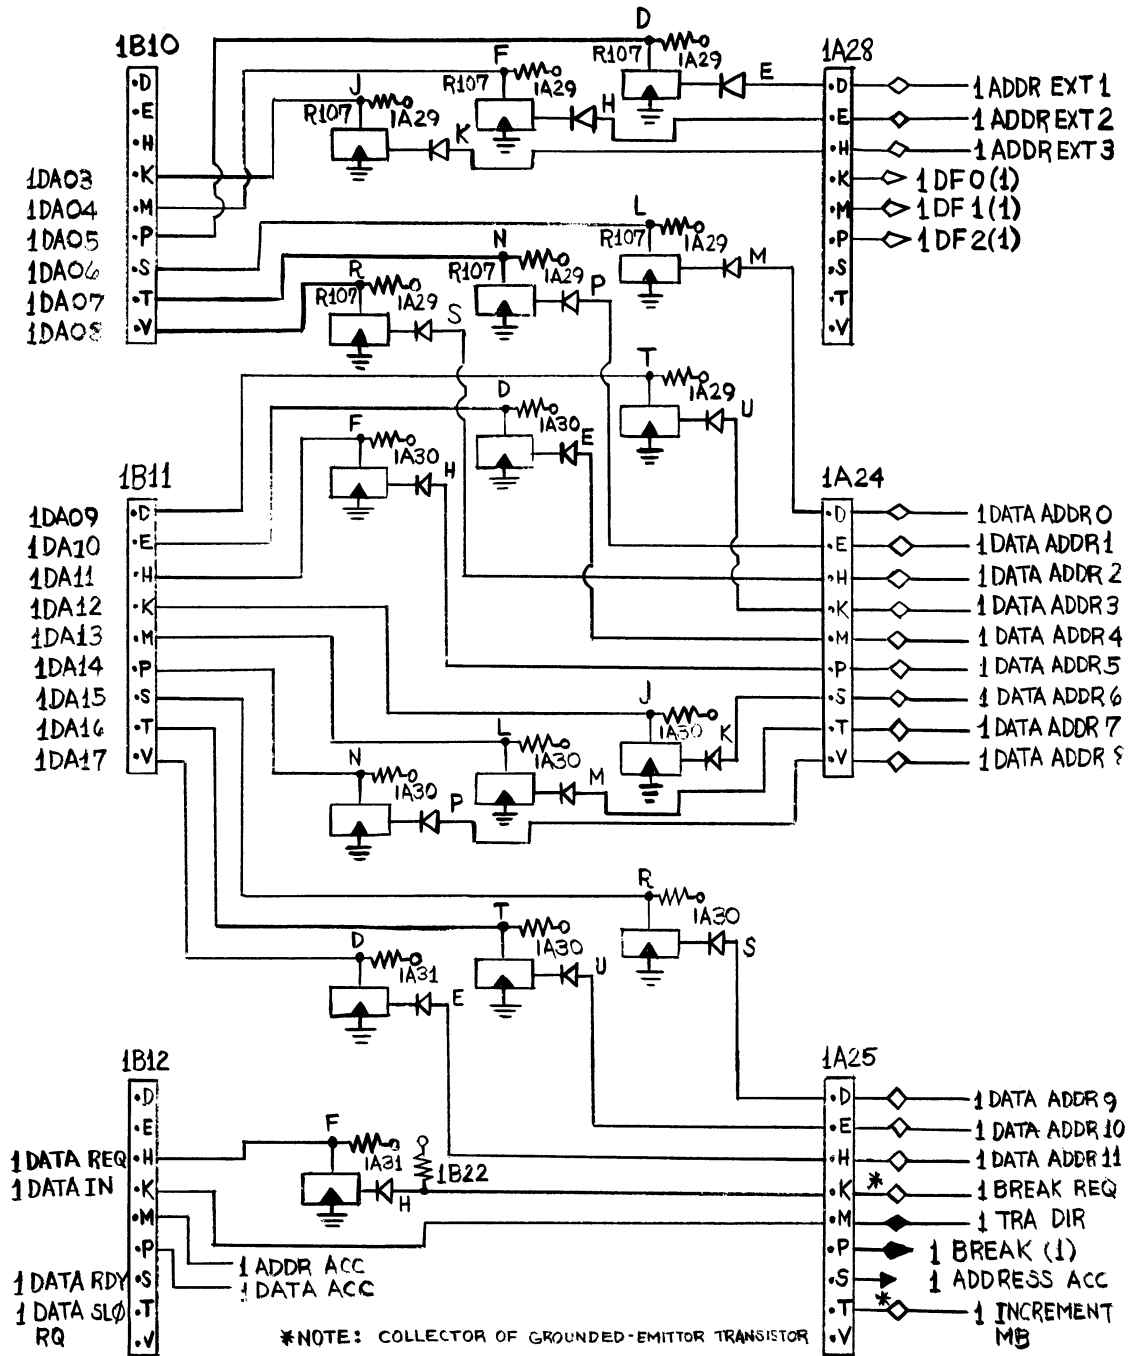 1B10
D
R107
1A29
E
F
R107
1A29
H
J
R107
1A29
K
1A28
D
E
H
K
M
P
S
T
V
1 ADDR EXT 1
1 ADDR EXT 2
1 ADDR EXT 3
1 DF 0 (1)
1 DF 1 (1)
1 DF 2 (1)
D
E
H
K
M
P
S
T
V
1DA03
1DA04
1DA05
1DA06
1DA07
1DA08
L
R107
1A29
M
N
R107
1A29
P
R
R107
1A29
S
T
1A29
U
D
1A30
E
F
1A30
H
1B11
D
E
H
K
M
P
S
T
V
1DA09
1DA10
1DA11
1DA12
1DA13
1DA14
1DA15
1DA16
1DA17
1A24
D
E
H
K
M
P
S
T
V
1 DATA ADDR 0
1 DATA ADDR 1
1 DATA ADDR 2
1 DATA ADDR 3
1 DATA ADDR 4
1 DATA ADDR 5
1 DATA ADDR 6
1 DATA ADDR 7
1 DATA ADDR 8
J
1A30
K
L
1A30
M
N
1A30
P
R
1A30
S
T
1A30
U
D
1A31
E
1B12
D
E
H
K
M
P
S
T
V
1 DATA REQ
1 DATA IN
1 DATA RDY
1 DATA SLØ
RQ
F
1A31
H
1B22
1 ADDR ACC
1 DATA ACC
1A25
D
E
H
K
M
P
S
T
V
1 DATA ADDR 9
1 DATA ADDR 10
1 DATA ADDR 11
* 1 BREAK REQ
1 TRA DIR
1 BREAK (1)
1 ADDRESS ACC
* 1 INCREMENT
MB
*NOTE: COLLECTOR OF GROUNDED-EMITTOR TRANSISTOR